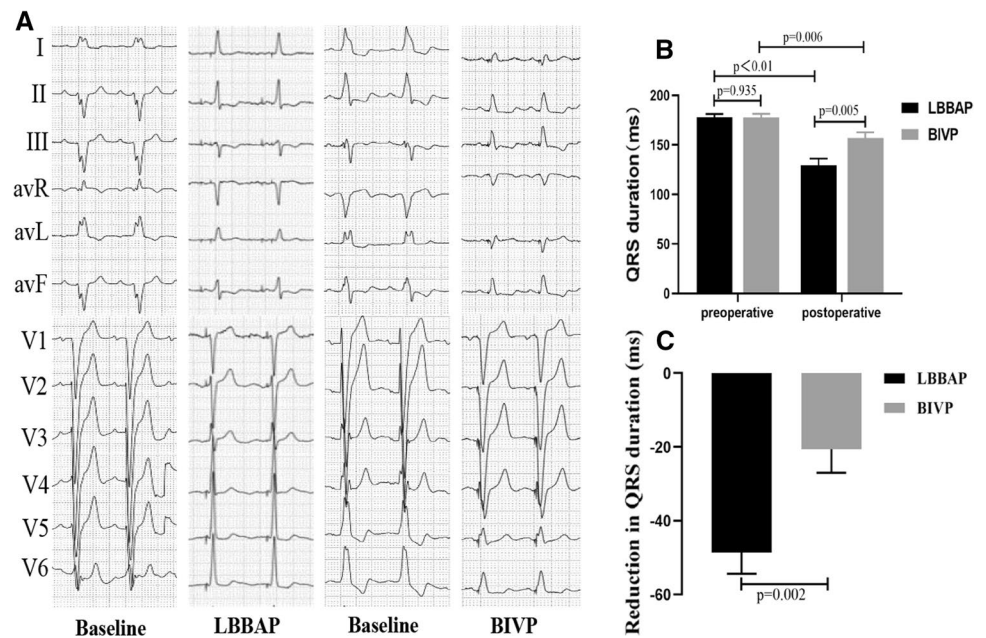 A
I
II
III
avR
avL
avF
V1
V2
V3
V4
V5
V6
Baseline LBBAP Baseline BIVP
B
p=0.006
p<0.01
p=0.935
p=0.005
LBBAP
BIVP
QRS duration (ms)
200
150
100
50
0
preoperative postoperative
C
LBBAP
BIVP
Reduction in QRS duration (ms)
0
-20
-40
-60
p=0.002